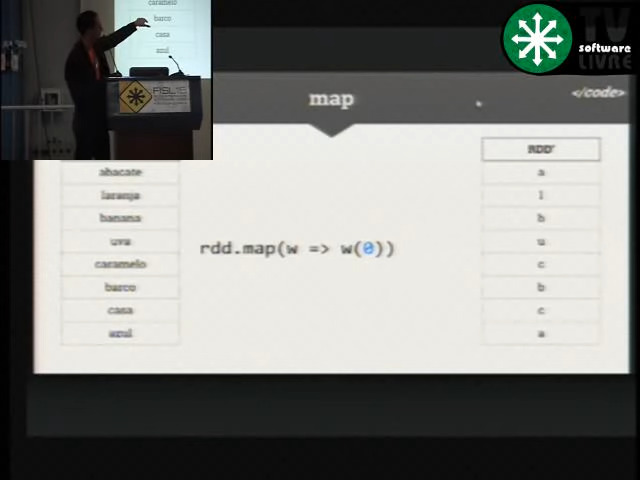 caramelo
barco
casa
azul
FISL15
TV
software
LIVRE
map
</code>
RDD'
abacate
a
laranja
l
banana
b
uva
u
caramelo
c
rdd.map(w => w(0))
barco
b
casa
c
azul
a